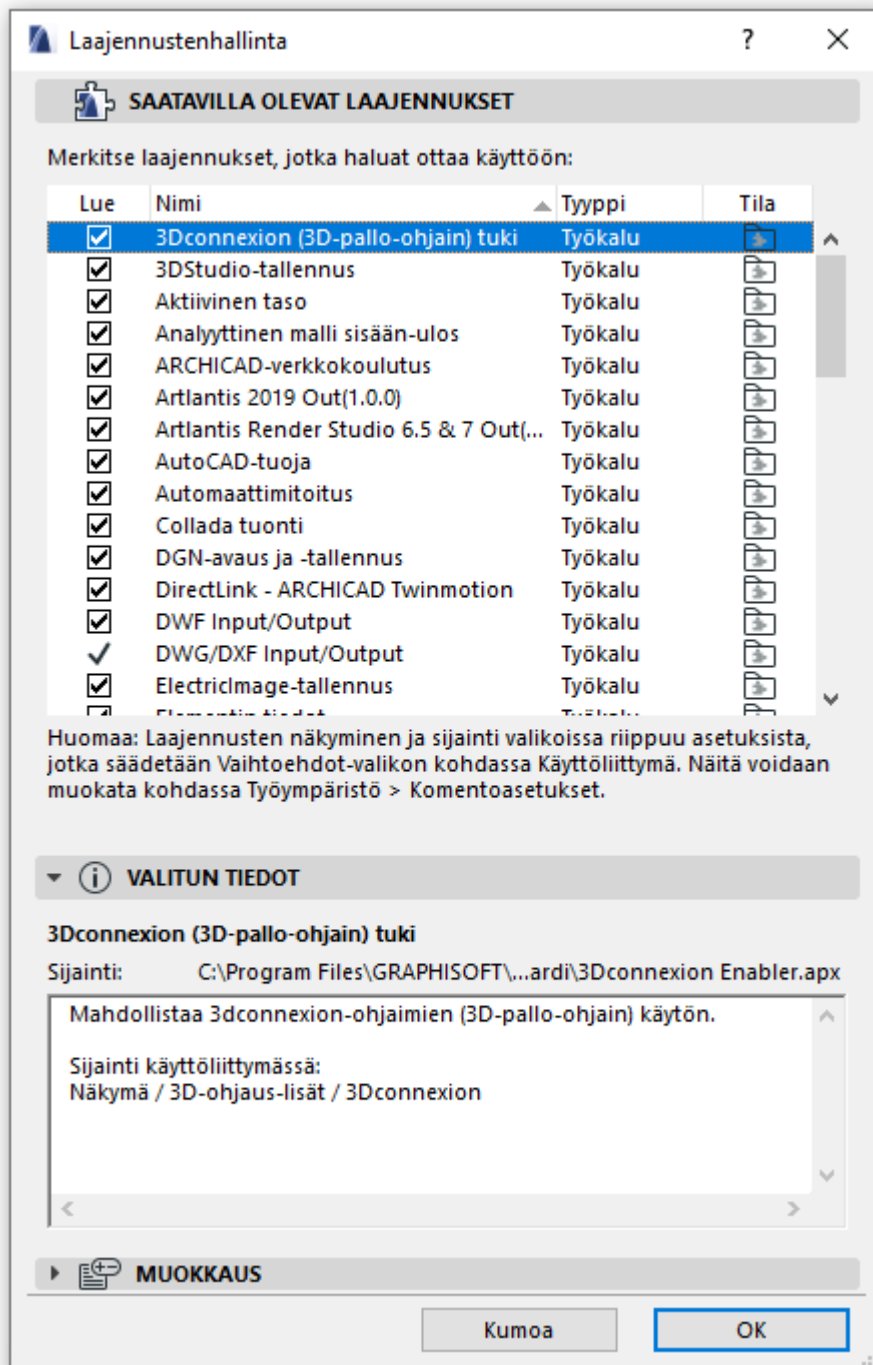 Laajennustenhallinta ?
SAATAVILLA OLEVAT LAAJENNUKSET
Merkitse laajennukset, jotka haluat ottaa käyttöön:
Lue Nimi Tyyppi Tila
3Dconnexion (3D-pallo-ohjain) tuki Työkalu
3DStudio-tallennus Työkalu
Aktiivinen taso Työkalu
Analyyttinen malli sisään-ulos Työkalu
ARCHICAD-verkkokoulutus Työkalu
Artlantis 2019 Out(1.0.0) Työkalu
Artlantis Render Studio 6.5 & 7 Out(... Työkalu
AutoCAD-tuoja Työkalu
Automaattimitoitus Työkalu
Collada tuonti Työkalu
DGN-avaus ja -tallennus Työkalu
DirectLink - ARCHICAD Twinmotion Työkalu
DWF Input/Output Työkalu
DWG/DXF Input/Output Työkalu
ElectricImage-tallennus Työkalu
Huomaa: Laajennusten näkyminen ja sijainti valikoissa riippuu asetuksista,
jotka säädetään Vaihtoehdot-valikon kohdassa Käyttöliittymä. Näitä voidaan
muokata kohdassa Työympäristö > Komentoasetukset.
VALITUN TIEDOT
3Dconnexion (3D-pallo-ohjain) tuki
Sijainti: C:\Program Files\GRAPHISOFT\...ardi\3Dconnexion Enabler.apx
Mahdollistaa 3dconnexion-ohjaimien (3D-pallo-ohjain) käytön.
Sijainti käyttöliittymässä:
Näkymä / 3D-ohjaus-lisät / 3Dconnexion
MUOKKAUS
Kumoa OK